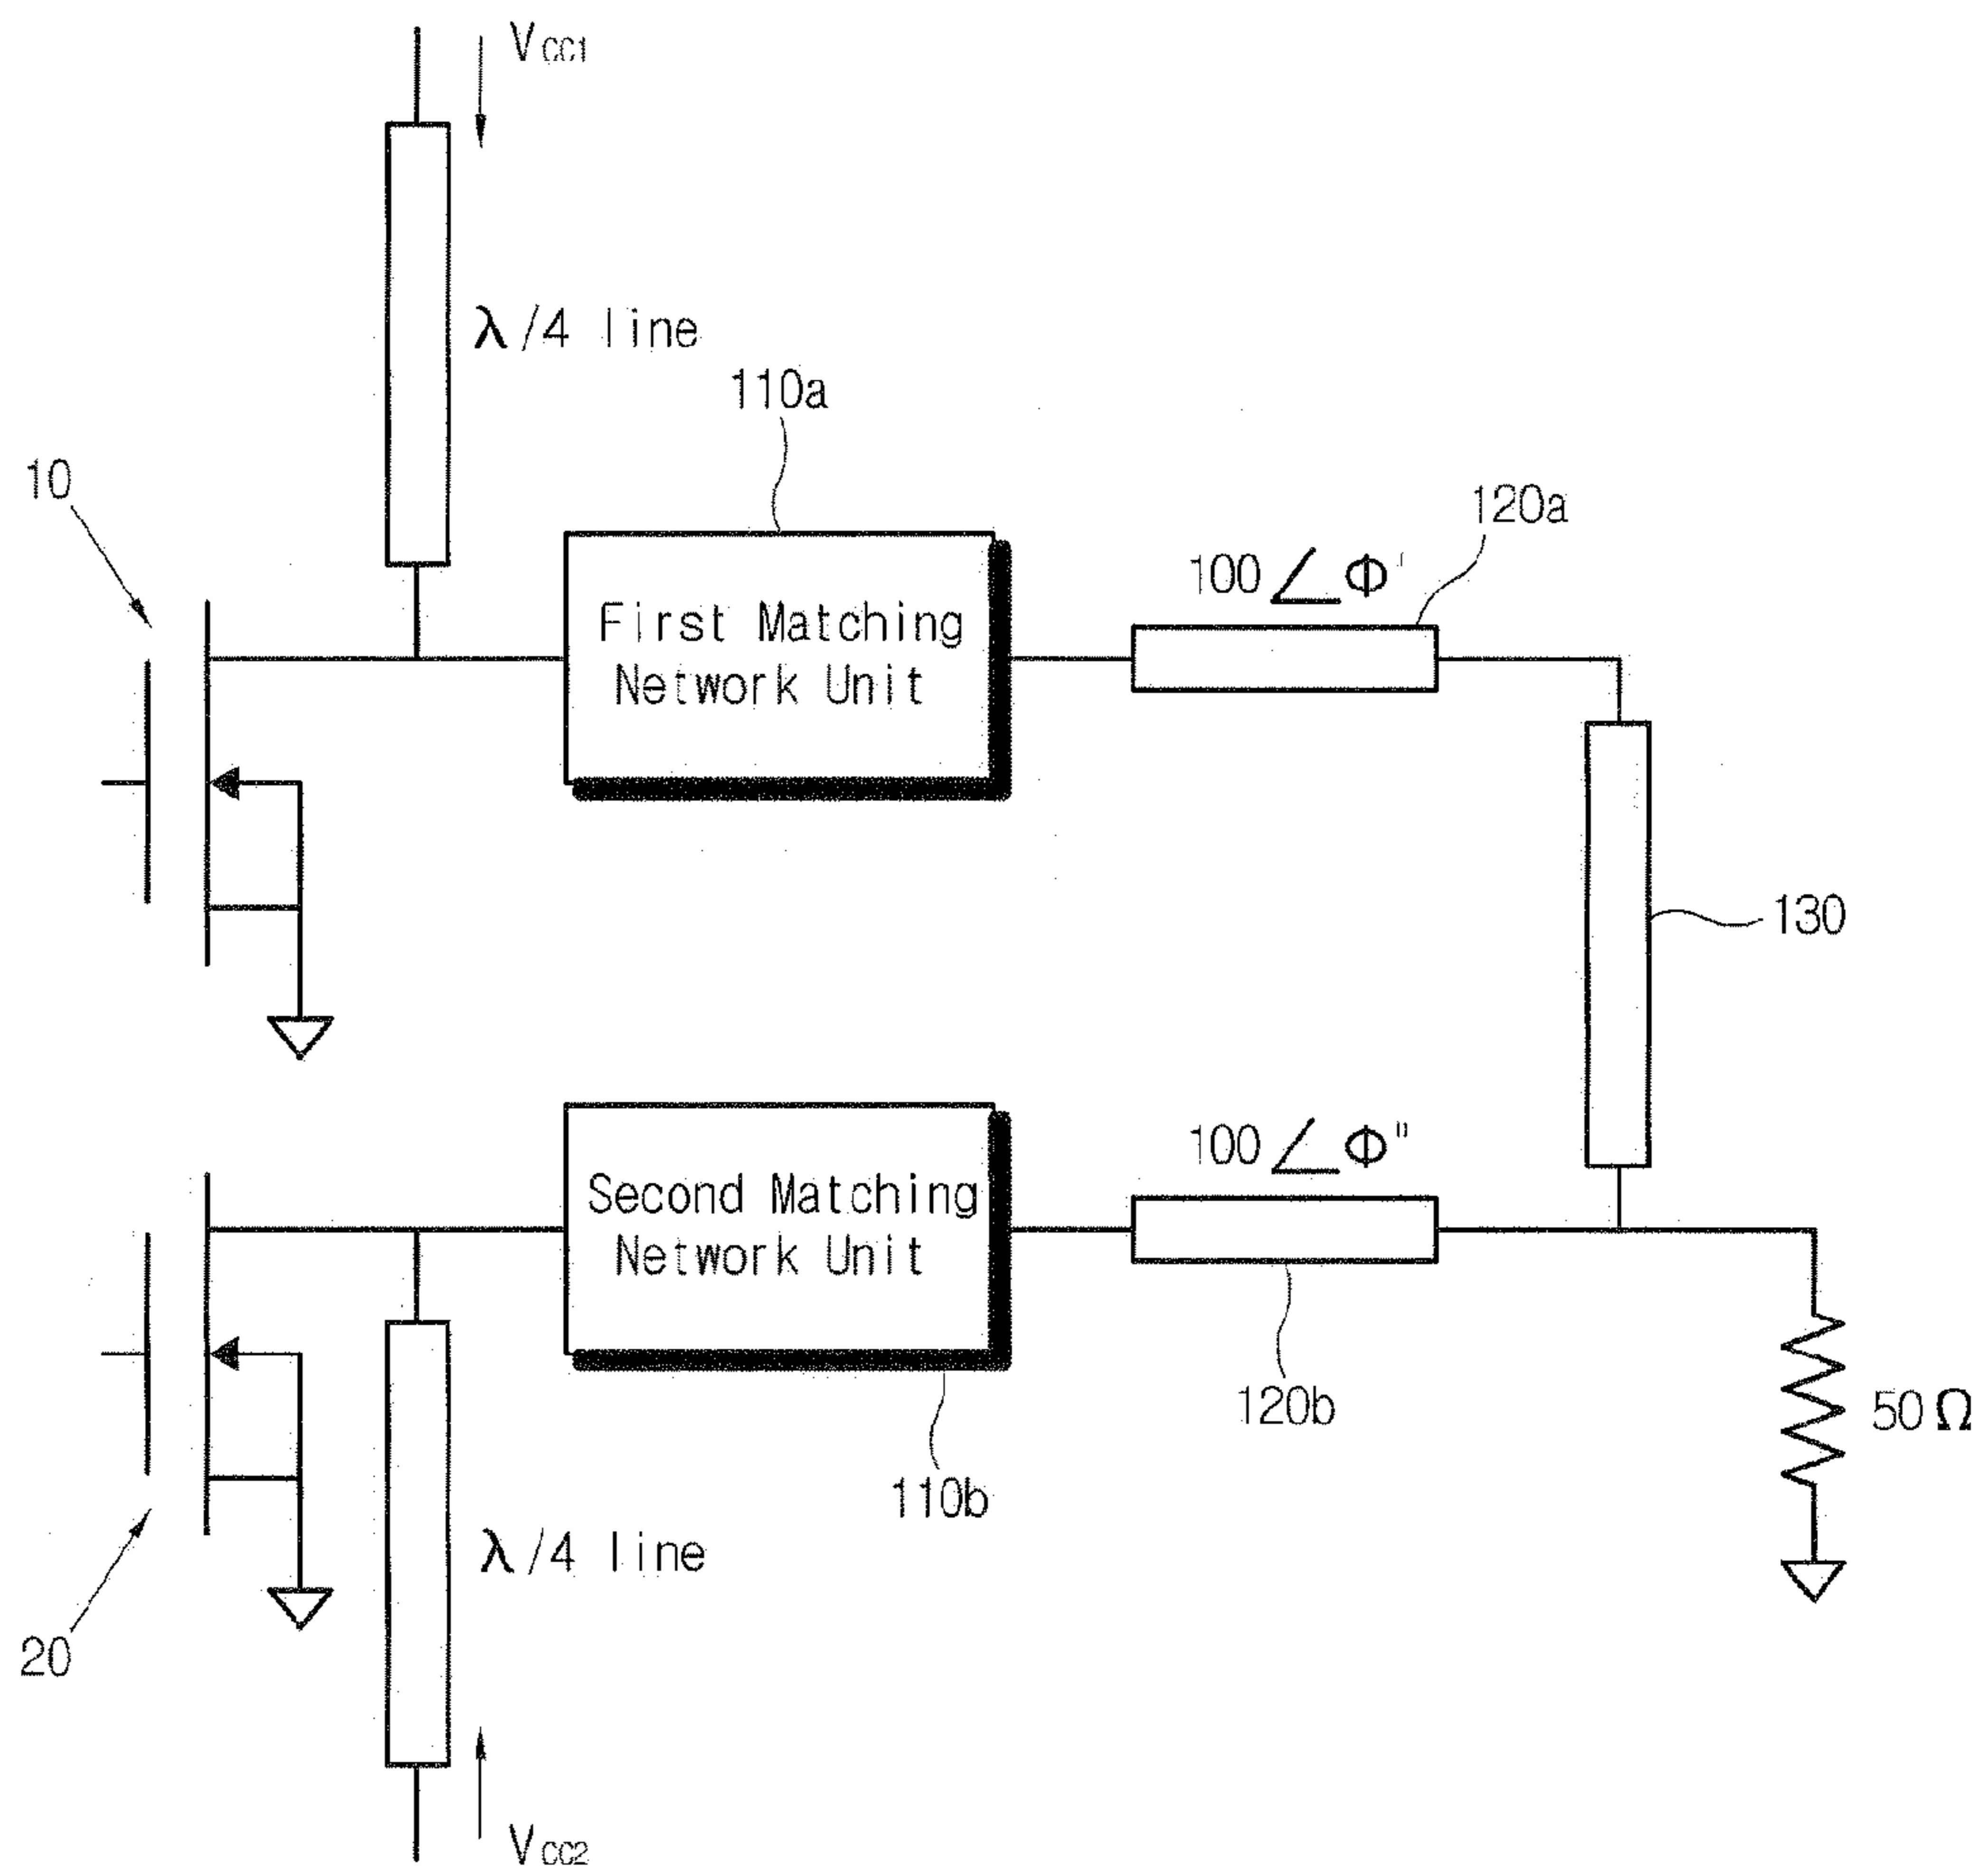 VCC1
λ/4 line
110a
10
120a
100∠Φ'
First Matching
Network Unit
130
100∠Φ"
Second Matching
Network Unit
120b
50Ω
110b
λ/4 line
20
VCC2